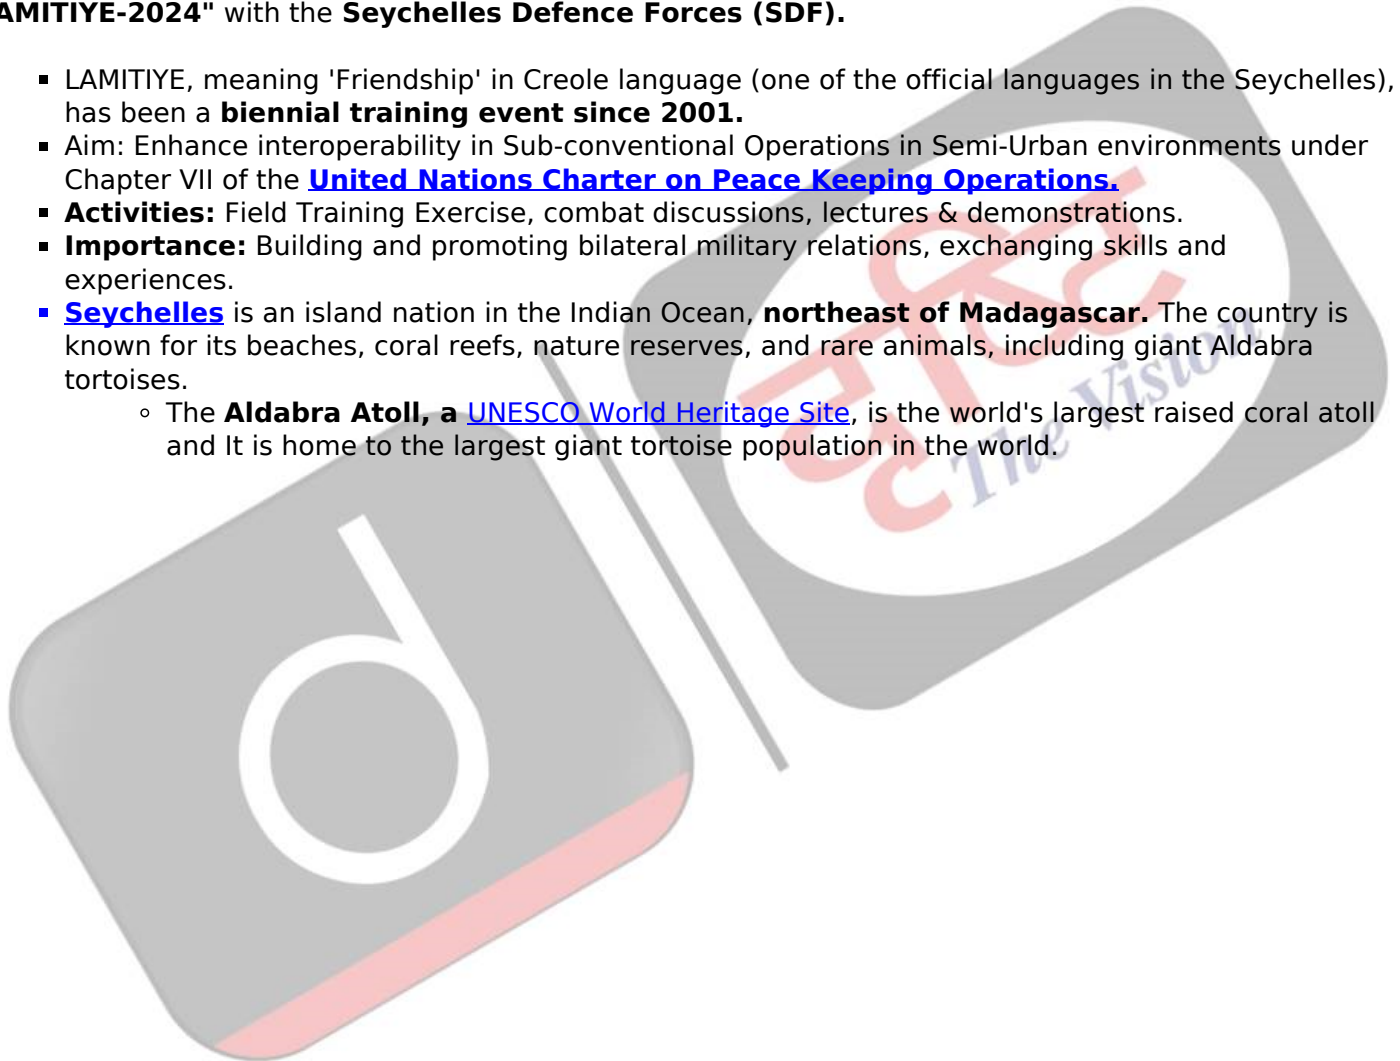 AMITIYE-2024" with the Seychelles Defence Forces (SDF).
LAMITIYE, meaning 'Friendship' in Creole language (one of the official languages in the Seychelles),
has been a biennial training event since 2001.
Aim: Enhance interoperability in Sub-conventional Operations in Semi-Urban environments under
Chapter VII of the United Nations Charter on Peace Keeping Operations.
Activities: Field Training Exercise, combat discussions, lectures & demonstrations.
Importance: Building and promoting bilateral military relations, exchanging skills and
experiences.
Seychelles is an island nation in the Indian Ocean, northeast of Madagascar. The country is
known for its beaches, coral reefs, nature reserves, and rare animals, including giant Aldabra
tortoises.
The Aldabra Atoll, a UNESCO World Heritage Site, is the world's largest raised coral atoll
and It is home to the largest giant tortoise population in the world.
दृष्टि
The Vision
d